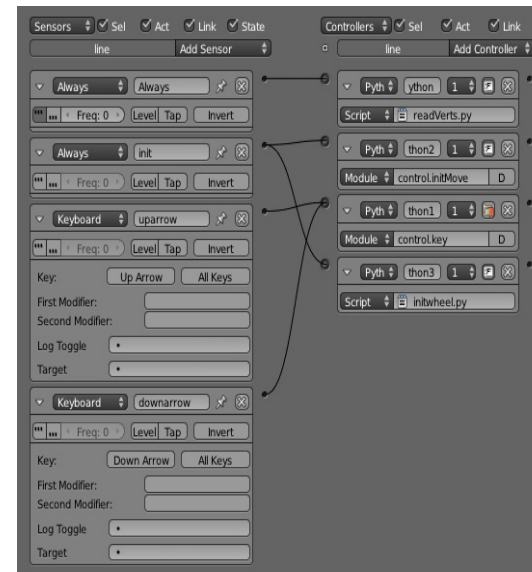 Sensors Sel Act Link State
line Add Sensor
Always Always
Freq: 0 Level Tap Invert
Always init
Freq: 0 Level Tap Invert
Keyboard uparrow
Freq: 0 Level Tap Invert
Key: Up Arrow All Keys
First Modifier:
Second Modifier:
Log Toggle
Target
Keyboard downarrow
Freq: 0 Level Tap Invert
Key: Down Arrow All Keys
First Modifier:
Second Modifier:
Log Toggle
Target
Controllers Sel Act Link
line Add Controller
Pyth ython 1
Script readVerts.py
Pyth thon2 1
Module control.initMove D
Pyth thon1 1
Module control.key D
Pyth thon3 1
Script initwheel.py